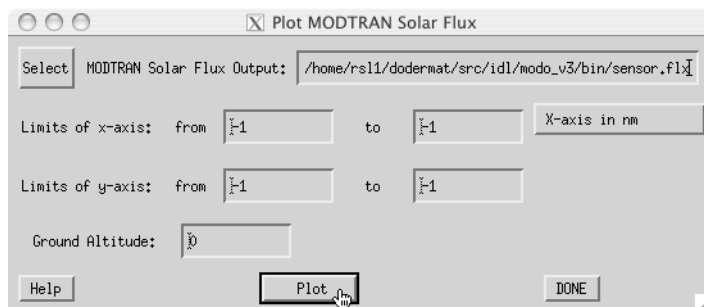 Plot MODTRAN Solar Flux
Select MODTRAN Solar Flux Output: /home/rsl1/dodermat/src/idl/modo_v3/bin/sensor.flx
Limits of x-axis: from -1 to -1 X-axis in nm
Limits of y-axis: from -1 to -1
Ground Altitude: 0
Help Plot DONE